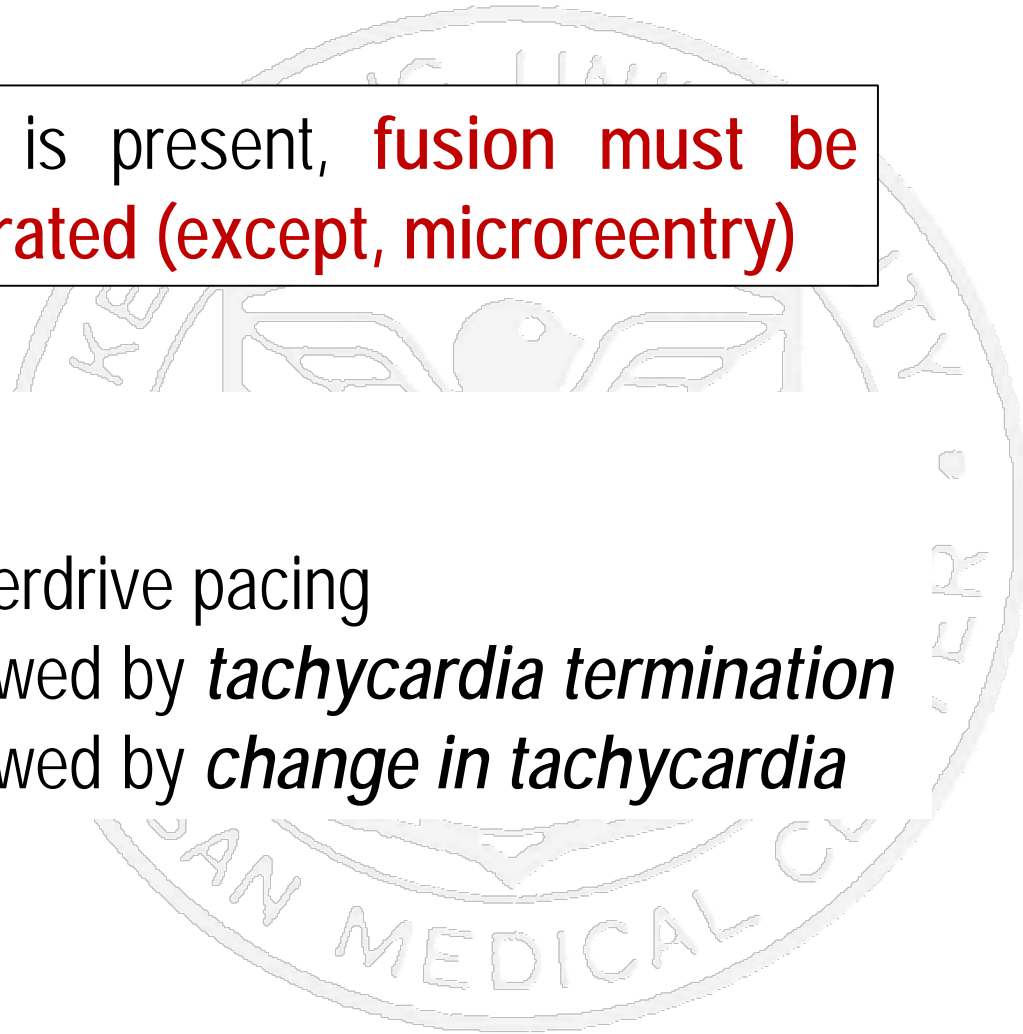 is present, fusion must be
rated (except, microreentry)
erdrive pacing
wed by tachycardia termination
wed by change in tachycardia
MEDICAL